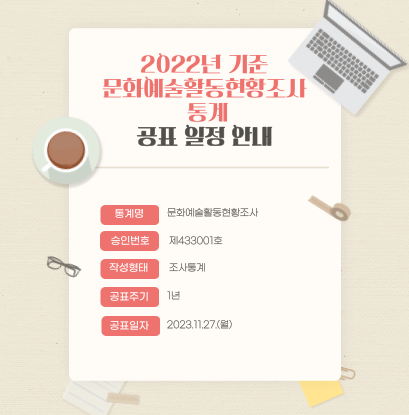 2022년 기준
문화예술활동현황조사
통계
공표 일정 안내
통계명 문화예술활동현황조사
승인번호 제433001호
작성형태 조사통계
공표주기 1년
공표일자 2023.11.27.(월)